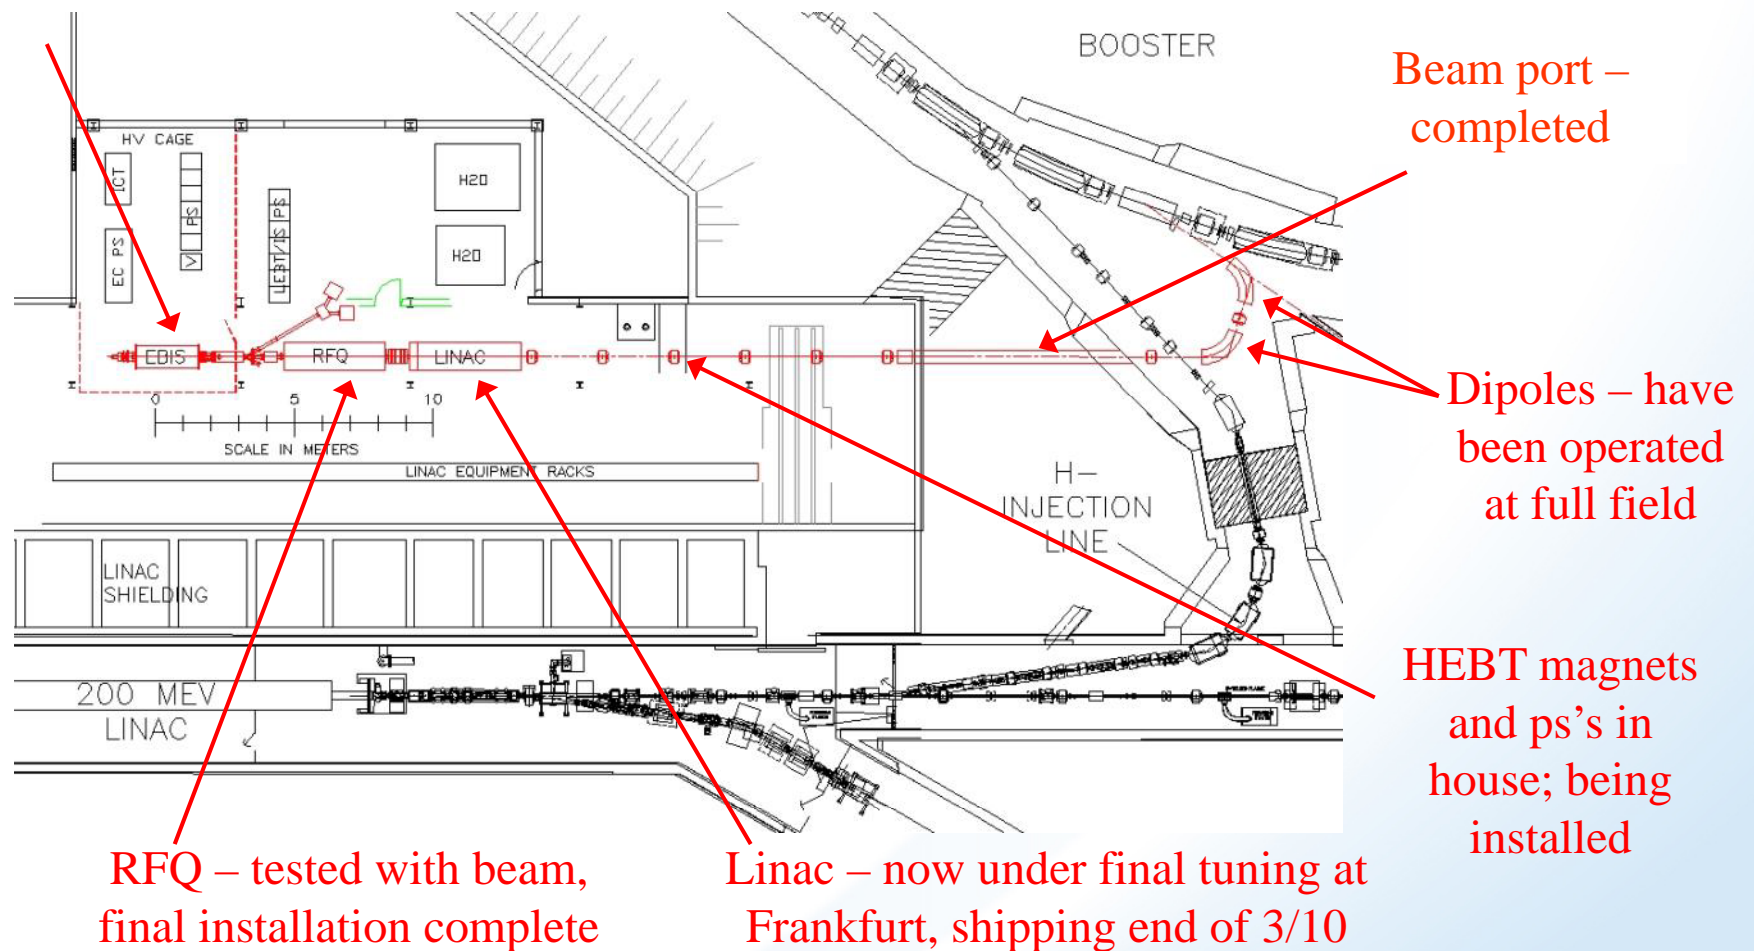 BOOSTER
Beam port –
completed
HV CAGE
ICT
PS
V
EC PS
LEBT/IS PS
H2O
H2O
EBIS
RFQ
LINAC
0 5 10
SCALE IN METERS
LINAC EQUIPMENT RACKS
Dipoles – have
been operated
at full field
H-
INJECTION
LINE
LINAC
SHIELDING
200 MEV
LINAC
HEBT magnets
and ps's in
house; being
installed
RFQ – tested with beam,
final installation complete
Linac – now under final tuning at
Frankfurt, shipping end of 3/10